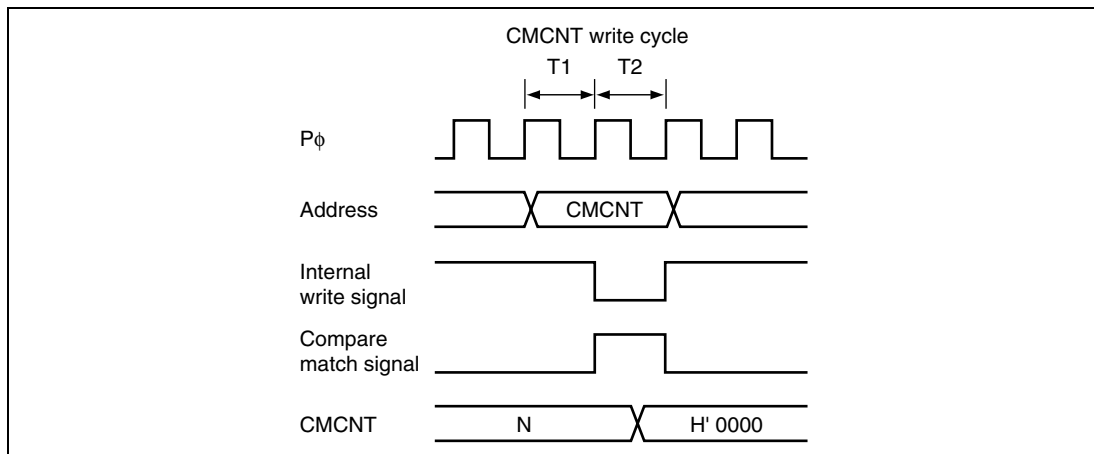 CMCNT write cycle
T1 T2
Pϕ
Address CMCNT
Internal
write signal
Compare
match signal
CMCNT N H' 0000